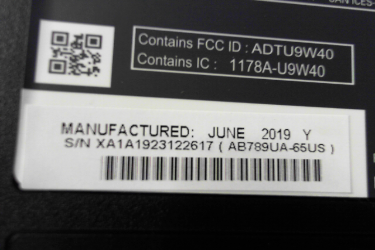 Contains FCC ID : ADTU9W40
Contains IC : 1178A-U9W40
MANUFACTURED: JUNE 2019 Y
S/N XA1A1923122617 ( AB789UA-65US )